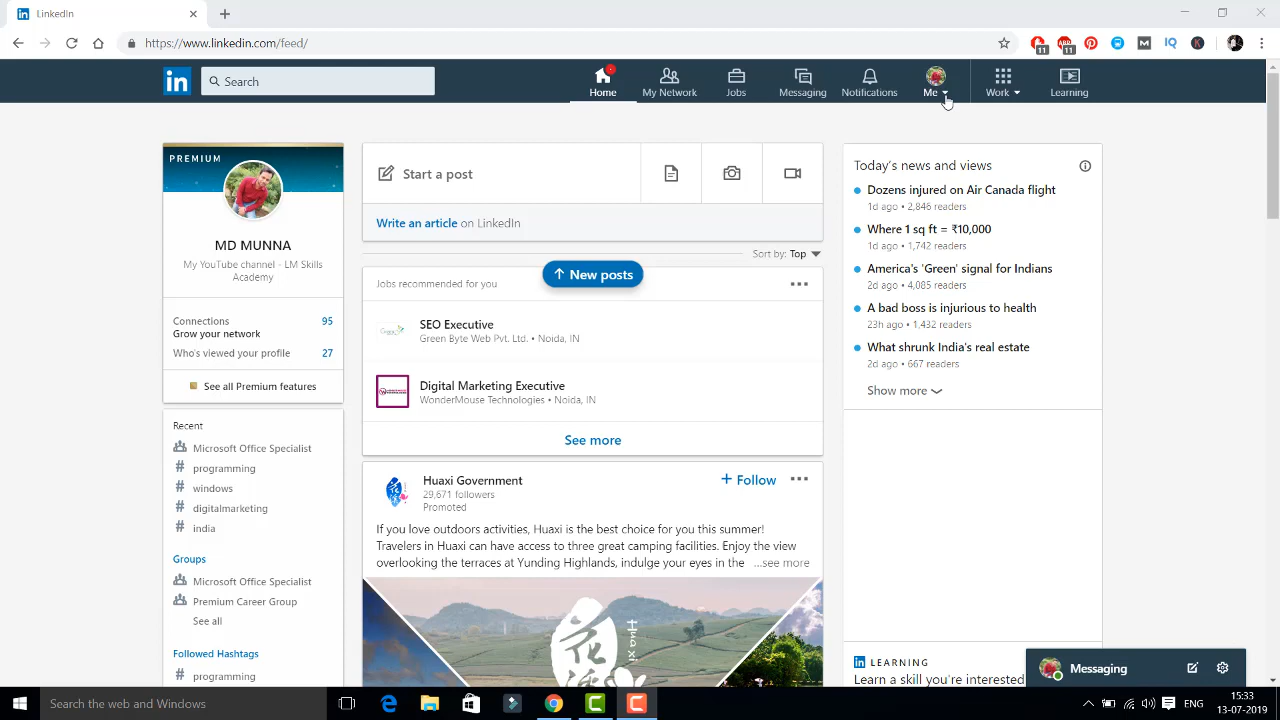 LinkedIn
https://www.linkedin.com/feed/
11
11
in
Search
Home
My Network
Jobs
Messaging
Notifications
Me
Work
Learning
PREMIUM
MD MUNNA
My YouTube channel - LM Skills
Academy
Connections 95
Grow your network
Who's viewed your profile 27
See all Premium features
Recent
Microsoft Office Specialist
# programming
# windows
# digitalmarketing
# india
Groups
Microsoft Office Specialist
Premium Career Group
See all
Followed Hashtags
# programming
Start a post
Write an article on LinkedIn
Sort by: Top
New posts
Jobs recommended for you
SEO Executive
Green Byte Web Pvt. Ltd. • Noida, IN
Digital Marketing Executive
WonderMouse Technologies • Noida, IN
See more
Huaxi Government
29,671 followers
Promoted
+ Follow
If you love outdoors activities, Huaxi is the best choice for you this summer!
Travelers in Huaxi can have access to three great camping facilities. Enjoy the view
overlooking the terraces at Yunding Highlands, indulge your eyes in the ...see more
Huaxi
Today's news and views
Dozens injured on Air Canada flight
1d ago • 2,846 readers
Where 1 sq ft = ₹10,000
1d ago • 1,742 readers
America's 'Green' signal for Indians
2d ago • 4,085 readers
A bad boss is injurious to health
23h ago • 1,432 readers
What shrunk India's real estate
2d ago • 667 readers
Show more
in LEARNING
Learn a skill you're interested
Messaging
Search the web and Windows
ENG
15:33
13-07-2019